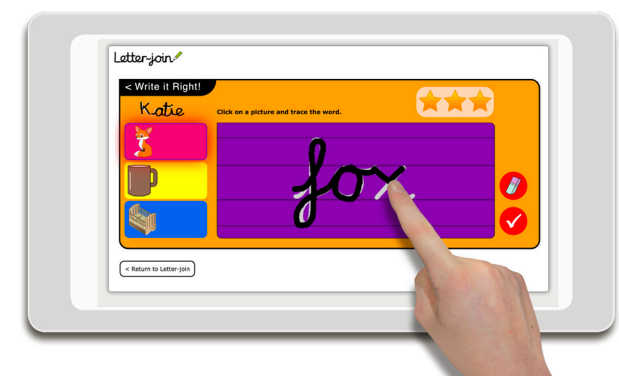 Letter-join
< Write it Right!
Katie
Click on a picture and trace the word.
fox
< Return to Letter-join